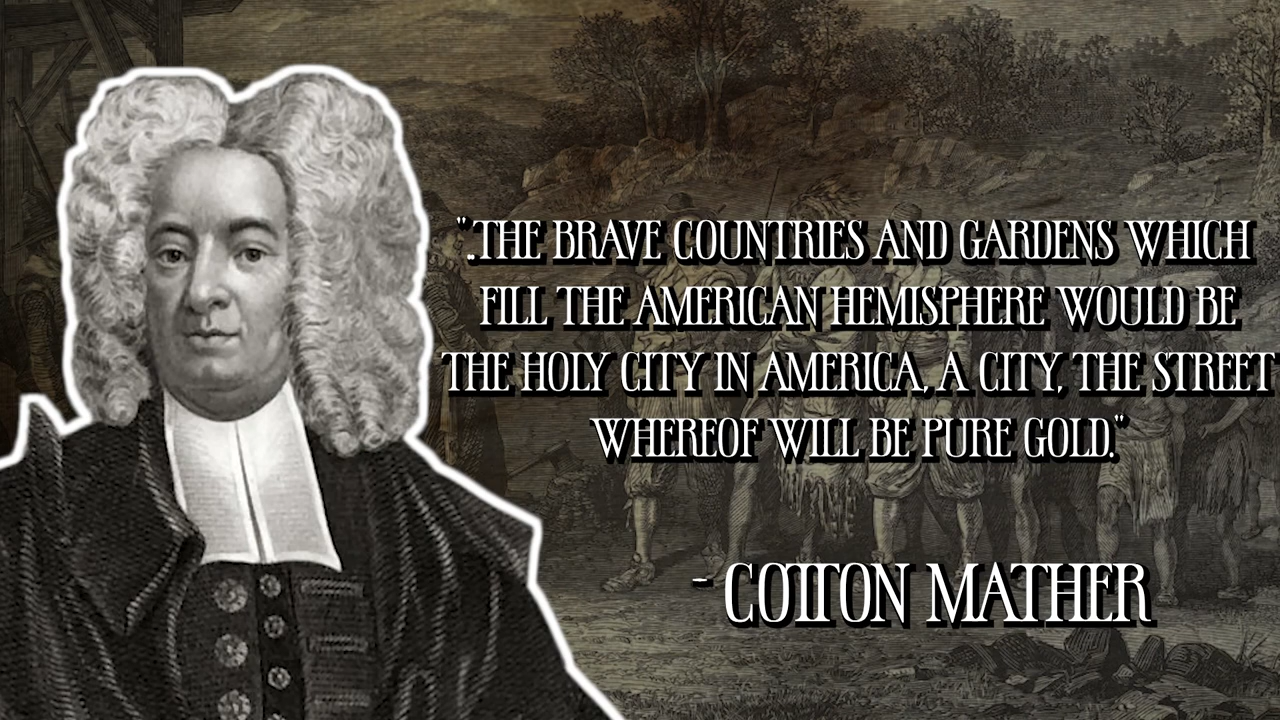 "..THE BRAVE COUNTRIES AND GARDENS WHICH
FILL THE AMERICAN HEMISPHERE WOULD BE
THE HOLY CITY IN AMERICA, A CITY, THE STREET
WHEREOF WILL BE PURE GOLD."
- COTTON MATHER